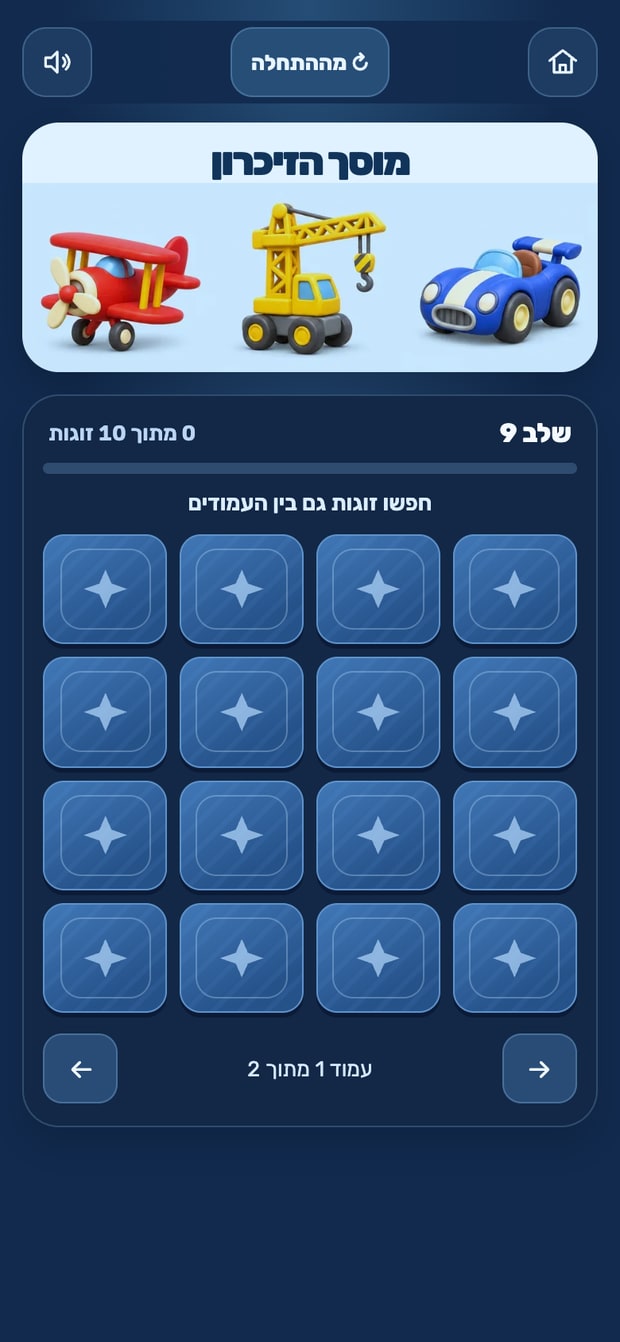 מההתחלה
מוסך הזיכרון
שלב 9
0 מתוך 10 זוגות
חפשו זוגות גם בין העמודים
עמוד 1 מתוך 2